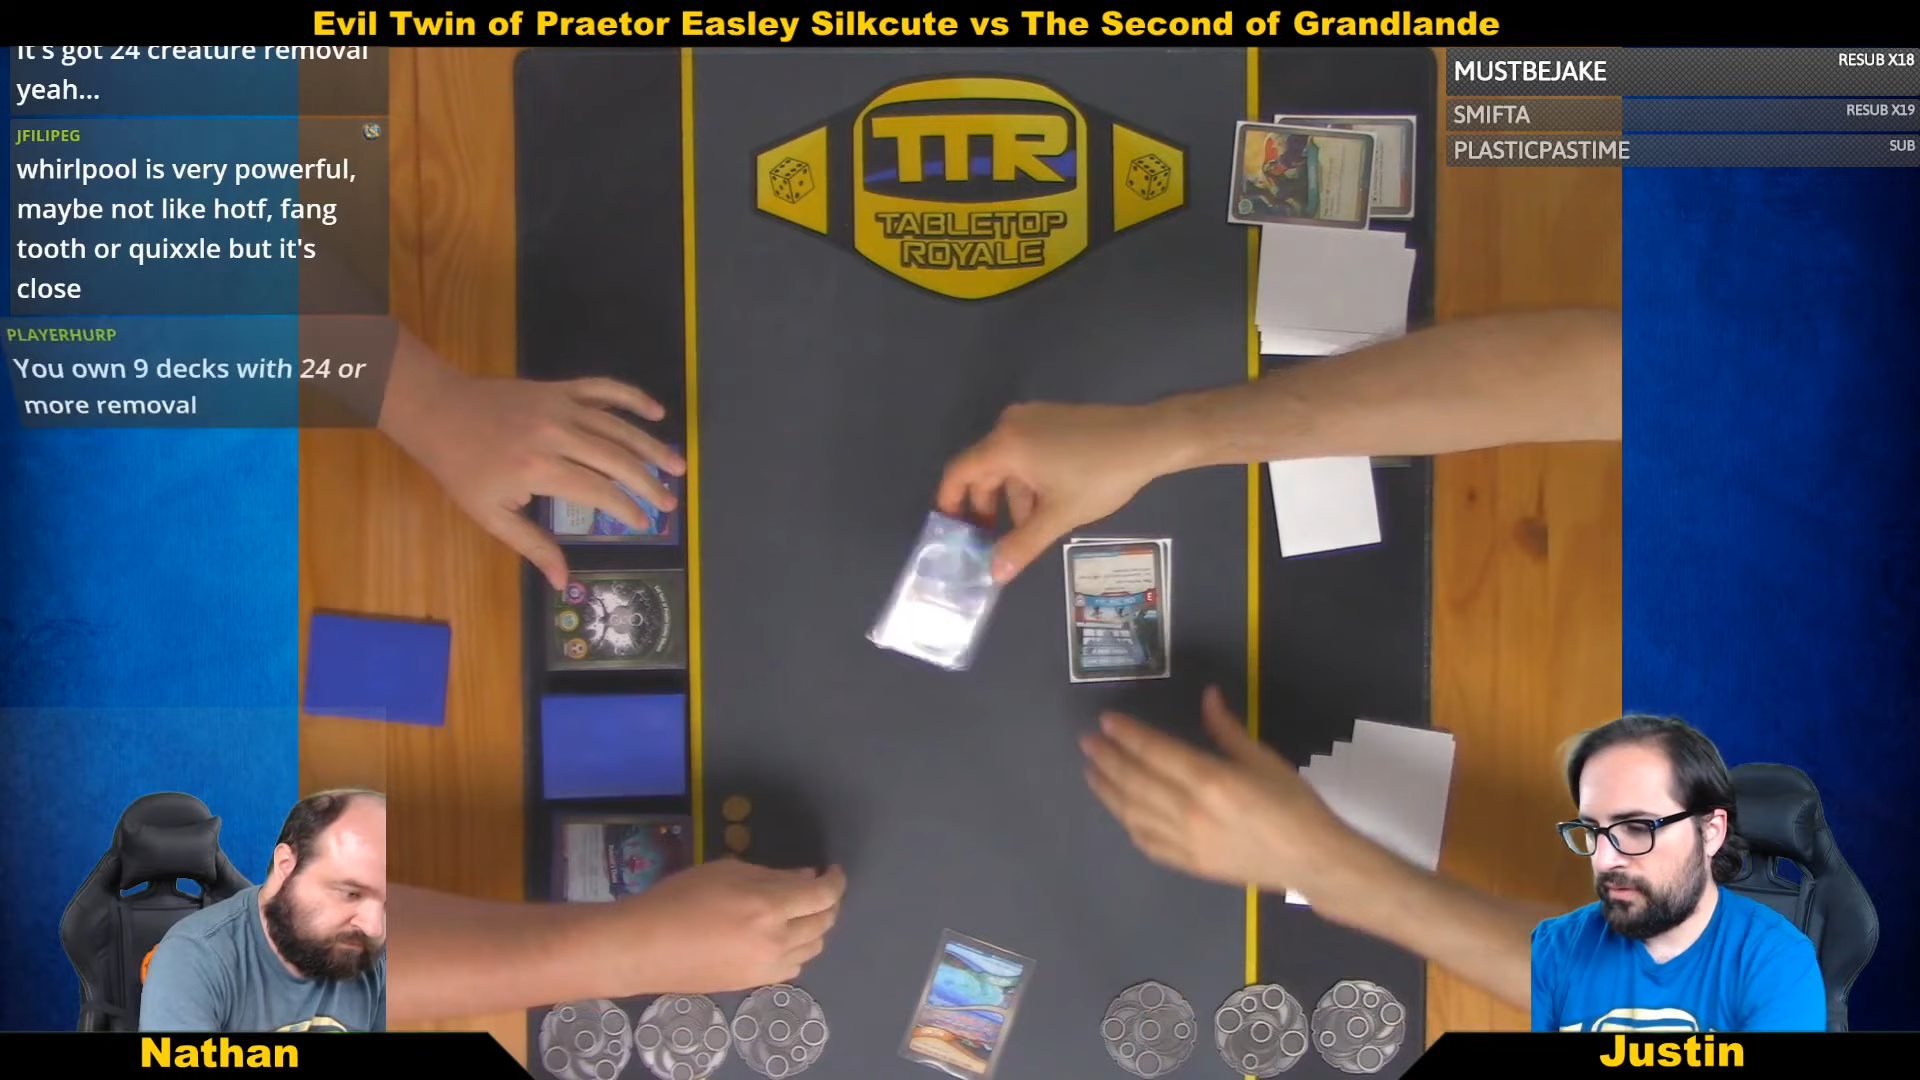 Evil Twin of Praetor Easley Silkcute vs The Second of Grandlande
It's got 24 creature removal
yeah...
JFILIPEG
whirlpool is very powerful,
maybe not like hotf, fang
tooth or quixxle but it's
close
PLAYERHURP
You own 9 decks with 24 or
more removal
MUSTBEJAKE
RESUB X18
SMIFTA
RESUB X19
PLASTICPASTIME
SUB
TTR
TABLETOP
ROYALE
Nathan
Justin